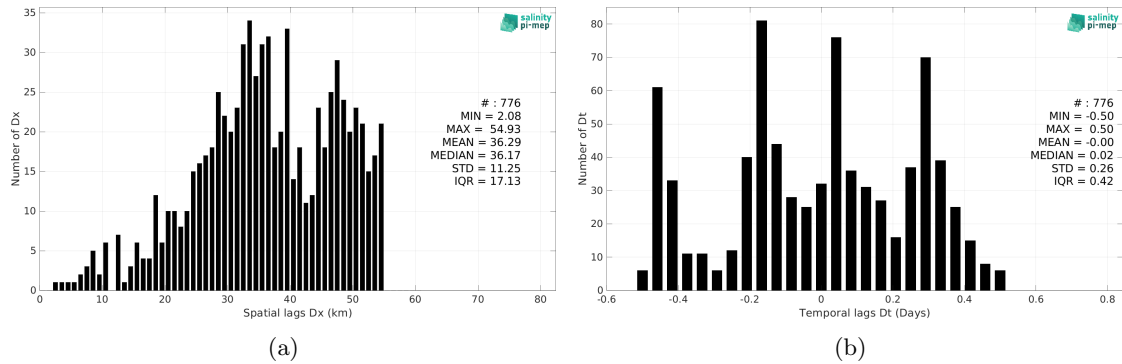 35
30
25
20
15
10
5
0
Number of Dx
0 10 20 30 40 50 60 70 80
Spatial lags Dx (km)
salinity
pi-mep
# : 776
MIN = 2.08
MAX = 54.93
MEAN = 36.29
MEDIAN = 36.17
STD = 11.25
IQR = 17.13
(a)
80
70
60
50
40
30
20
10
0
Number of Dt
-0.6 -0.4 -0.2 0 0.2 0.4 0.6 0.8
Temporal lags Dt (Days)
salinity
pi-mep
# : 776
MIN = -0.50
MAX = 0.50
MEAN = -0.00
MEDIAN = 0.02
STD = 0.26
IQR = 0.42
(b)